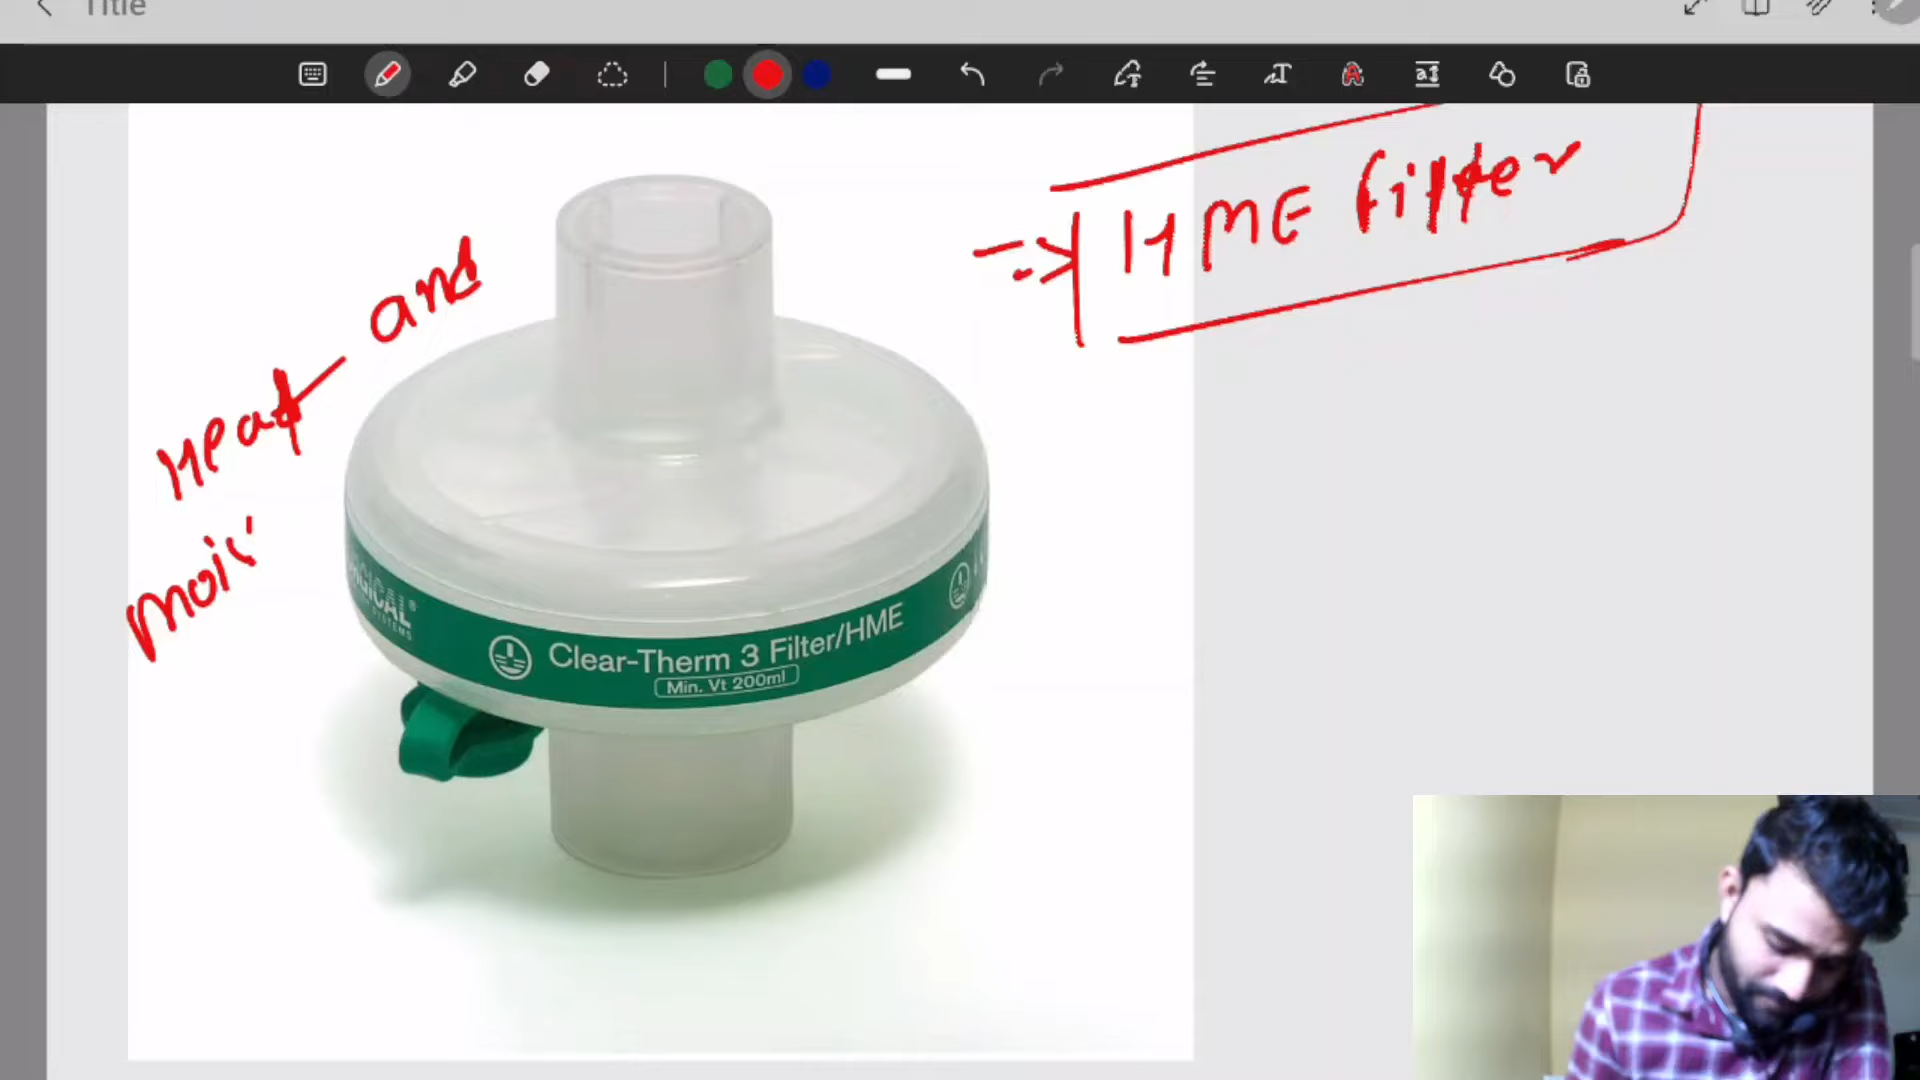 Title
HME Filter
and
Heat
mois
Clear-Therm 3 Filter/HME
Min. Vt 200ml